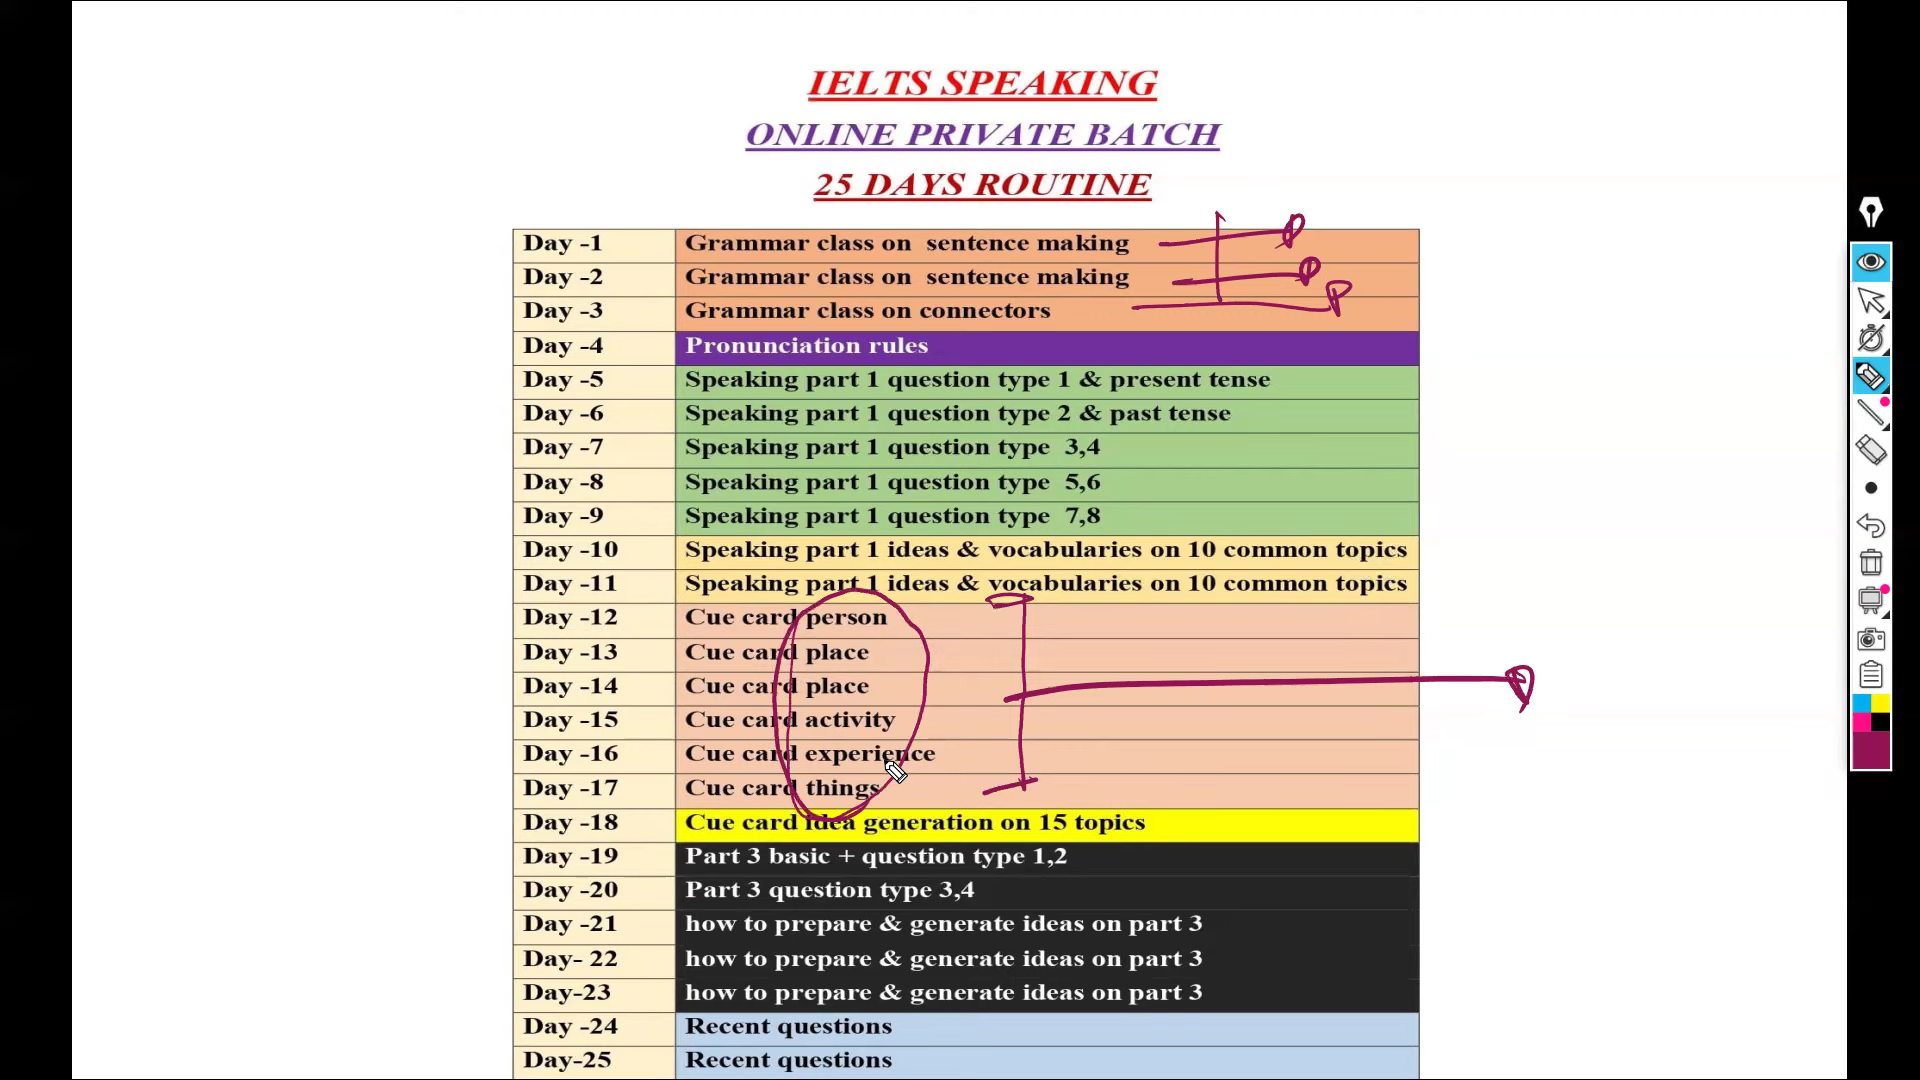 IELTS SPEAKING
ONLINE PRIVATE BATCH
25 DAYS ROUTINE
Day -1 Grammar class on sentence making
Day -2 Grammar class on sentence making
Day -3 Grammar class on connectors
Day -4 Pronunciation rules
Day -5 Speaking part 1 question type 1 & present tense
Day -6 Speaking part 1 question type 2 & past tense
Day -7 Speaking part 1 question type 3,4
Day -8 Speaking part 1 question type 5,6
Day -9 Speaking part 1 question type 7,8
Day -10 Speaking part 1 ideas & vocabularies on 10 common topics
Day -11 Speaking part 1 ideas & vocabularies on 10 common topics
Day -12 Cue card person
Day -13 Cue card place
Day -14 Cue card place
Day -15 Cue card activity
Day -16 Cue card experience
Day -17 Cue card things
Day -18 Cue card idea generation on 15 topics
Day -19 Part 3 basic + question type 1,2
Day -20 Part 3 question type 3,4
Day -21 how to prepare & generate ideas on part 3
Day- 22 how to prepare & generate ideas on part 3
Day-23 how to prepare & generate ideas on part 3
Day -24 Recent questions
Day-25 Recent questions